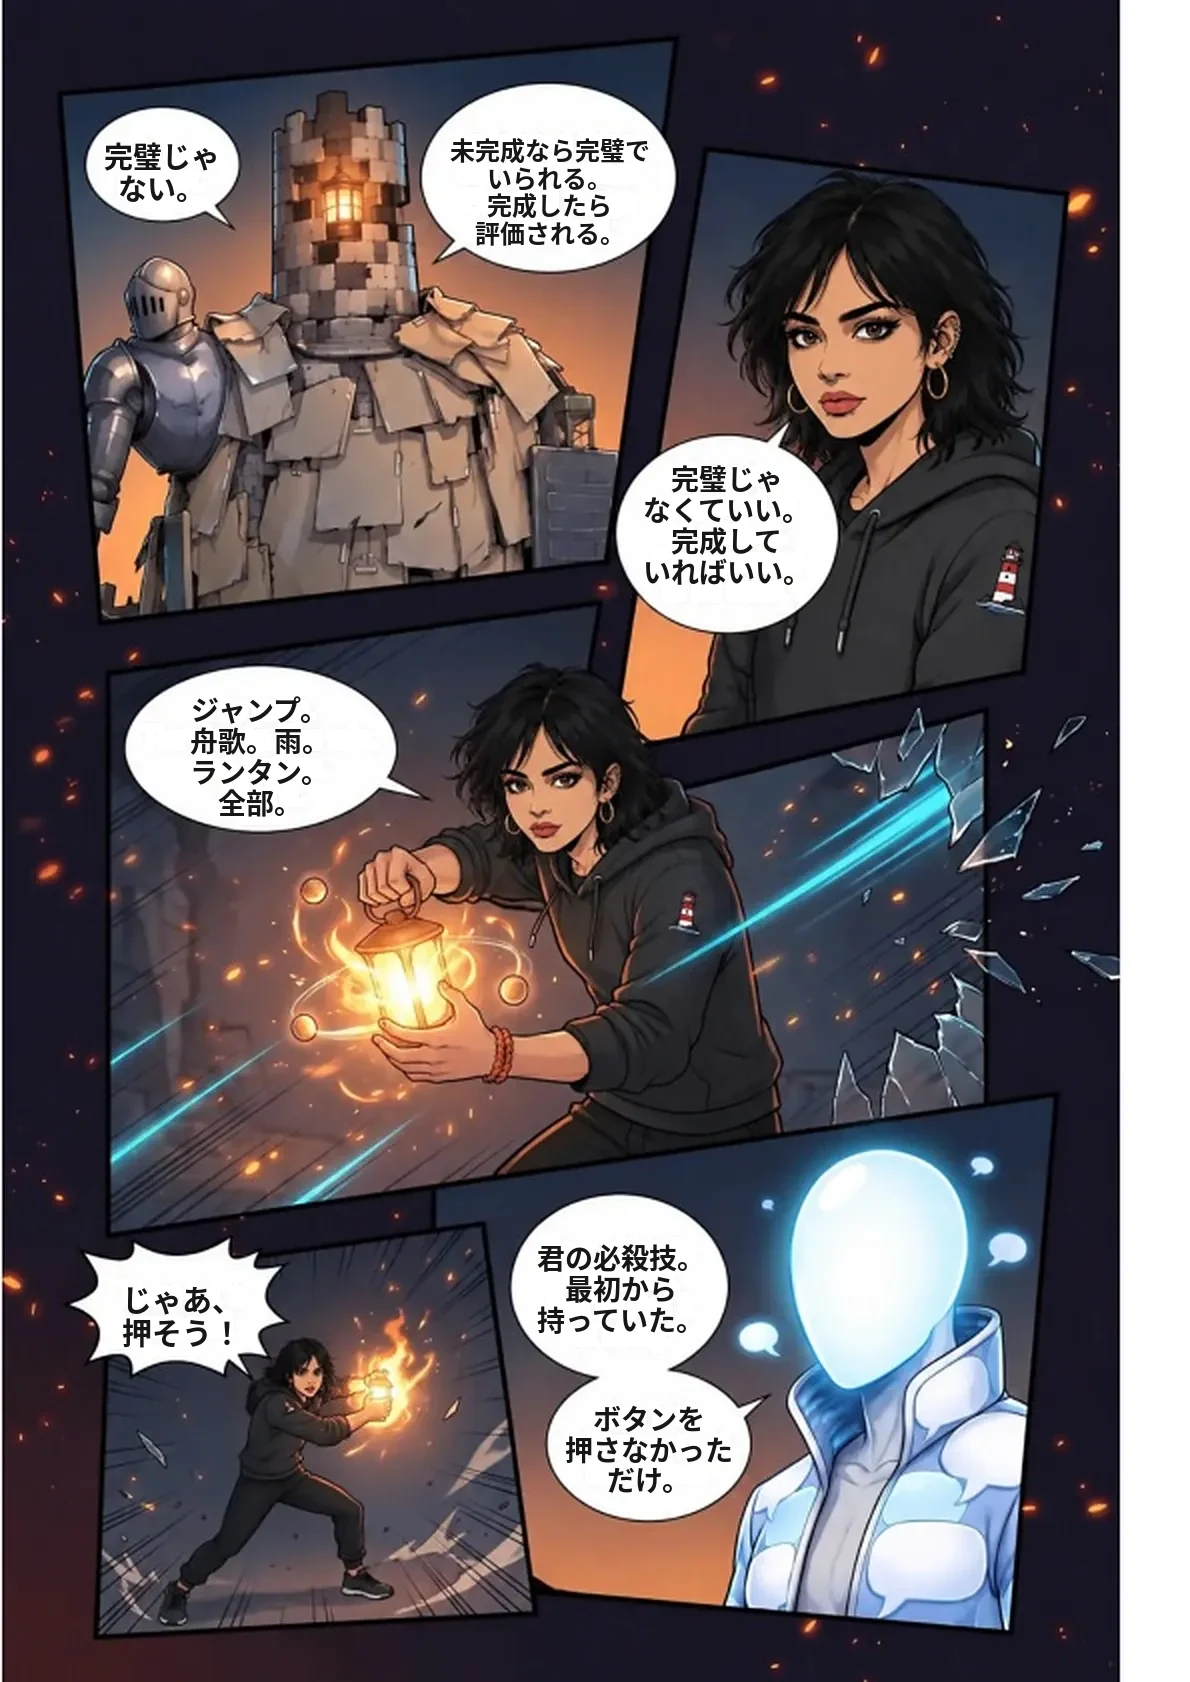 完璧じゃ
ない。
未完成なら完璧で
いられる。
完成したら
評価される。
完璧じゃ
なくていい。
完成して
いればいい。
ジャンプ。
舟歌。雨。
ランタン。
全部。
君の必殺技。
最初から
持っていた。
ボタンを
押さなかった
だけ。
じゃあ、
押そう！